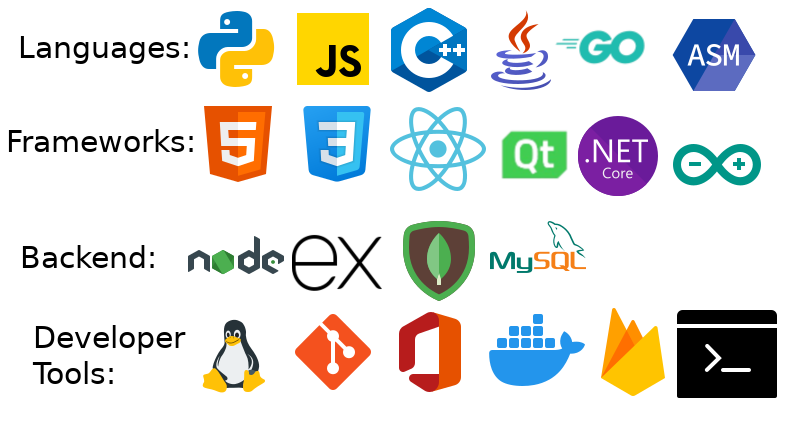 Languages: JS C++ GO ASM
Frameworks: 5 3 Qt .NET Core
Backend: node ex MySQL
Developer
Tools: >_